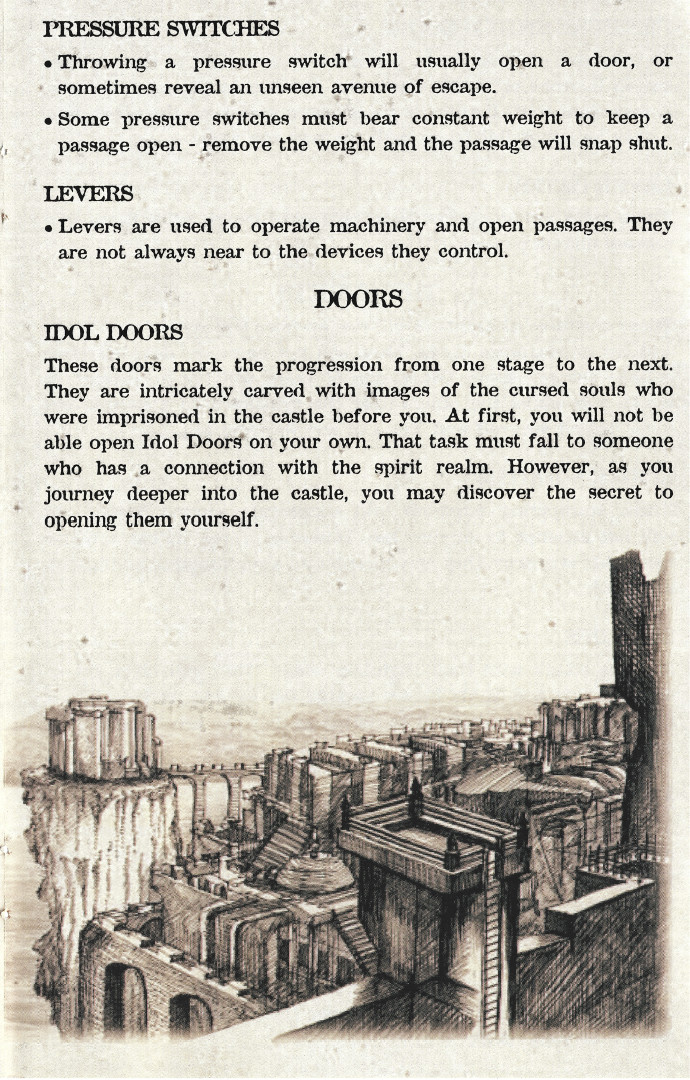 PRESSURE SWITCHES
• Throwing a pressure switch will usually open a door, or
sometimes reveal an unseen avenue of escape.
• Some pressure switches must bear constant weight to keep a
passage open - remove the weight and the passage will snap shut.
LEVERS
• Levers are used to operate machinery and open passages. They
are not always near to the devices they control.
DOORS
IDOL DOORS
These doors mark the progression from one stage to the next.
They are intricately carved with images of the cursed souls who
were imprisoned in the castle before you. At first, you will not be
able open Idol Doors on your own. That task must fall to someone
who has a connection with the spirit realm. However, as you
journey deeper into the castle, you may discover the secret to
opening them yourself.